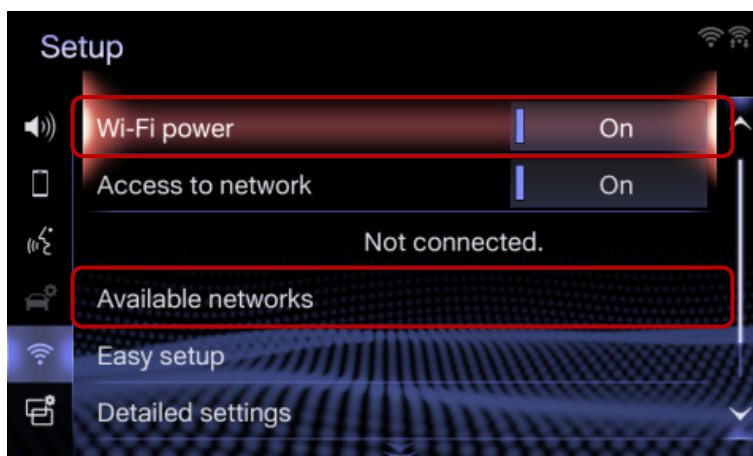 Setup
Wi-Fi power On
Access to network On
Not connected.
Available networks
Easy setup
Detailed settings